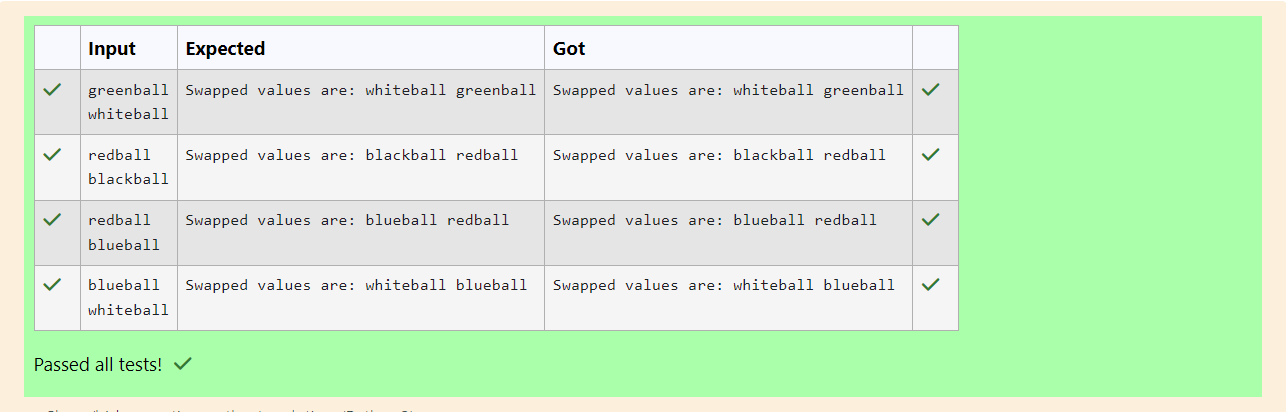 Input Expected Got
greenball Swapped values are: whiteball greenball Swapped values are: whiteball greenball
whiteball
redball Swapped values are: blackball redball Swapped values are: blackball redball
blackball
redball Swapped values are: blueball redball Swapped values are: blueball redball
blueball
blueball Swapped values are: whiteball blueball Swapped values are: whiteball blueball
whiteball
Passed all tests!